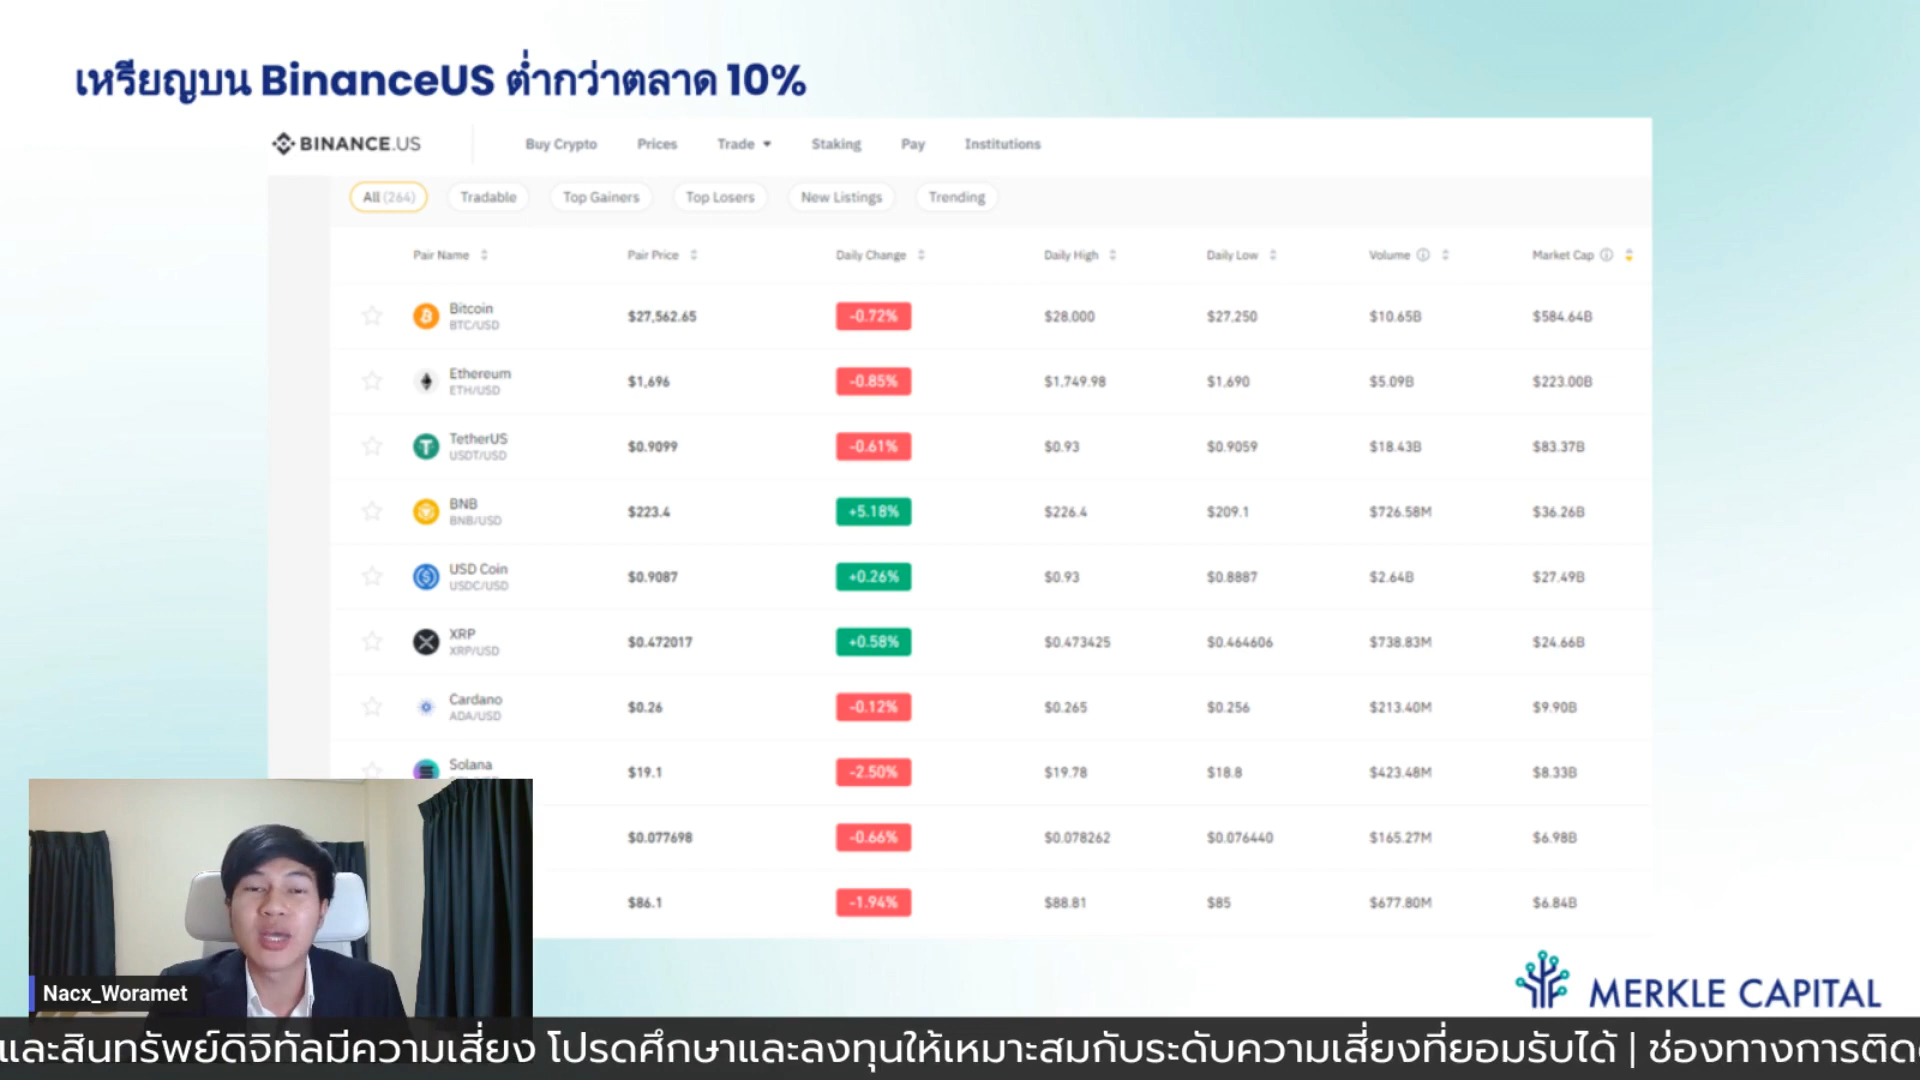 เหรียญบน BinanceUS ต่ำกว่าตลาด 10%
BINANCE.US Buy Crypto Prices Trade Staking Pay Institutions
All (264) Tradable Top Gainers Top Losers New Listings Trending
Pair Name Pair Price Daily Change Daily High Daily Low Volume Market Cap
Bitcoin
BTC/USD $27,562.65 -0.72% $28,000 $27,250 $10.65B $584.64B
Ethereum
ETH/USD $1,696 -0.85% $1,749.98 $1,690 $5.09B $223.00B
TetherUS
USDT/USD $0.9099 -0.61% $0.93 $0.9059 $18.43B $83.37B
BNB
BNB/USD $223.4 +5.18% $226.4 $209.1 $726.58M $36.26B
USD Coin
USDC/USD $0.9087 +0.26% $0.93 $0.8887 $2.64B $27.49B
XRP
XRP/USD $0.472017 +0.58% $0.473425 $0.464606 $738.83M $24.66B
Cardano
ADA/USD $0.26 -0.12% $0.265 $0.256 $213.40M $9.90B
Solana
$19.1 -2.50% $19.78 $18.8 $423.48M $8.33B
$0.077698 -0.66% $0.078262 $0.076440 $165.27M $6.98B
$86.1 -1.94% $88.81 $85 $677.80M $6.84B
Nacx_Woramet
MERKLE CAPITAL
และสินทรัพย์ดิจิทัลมีความเสี่ยง โปรดศึกษาและลงทุนให้เหมาะสมกับระดับความเสี่ยงที่ยอมรับได้ | ช่องทางการติด